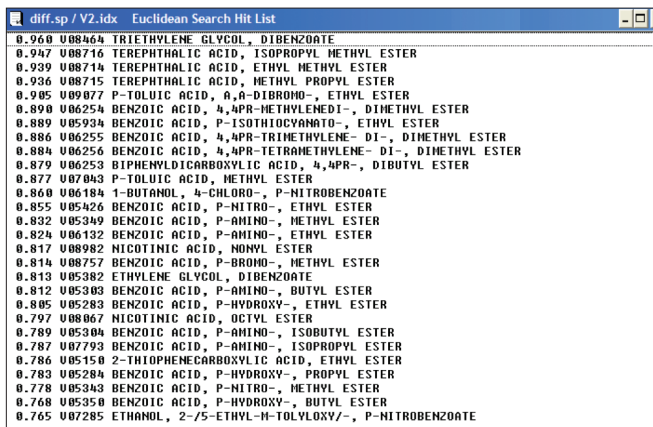 diff.sp / V2.idx Euclidean Search Hit List
0.960 V08464 TRIETHYLENE GLYCOL, DIBENZOATE
0.947 V08716 TEREPHTHALIC ACID, ISOPROPYL METHYL ESTER
0.939 V08714 TEREPHTHALIC ACID, ETHYL METHYL ESTER
0.936 V08715 TEREPHTHALIC ACID, METHYL PROPYL ESTER
0.905 V09077 P-TOLUIC ACID, A,A-DIBROMO-, ETHYL ESTER
0.890 V06254 BENZOIC ACID, 4,4PR-METHYLENEDI-, DIMETHYL ESTER
0.889 V05934 BENZOIC ACID, P-ISOTHIOCYANATO-, ETHYL ESTER
0.886 V06255 BENZOIC ACID, 4,4PR-TRIMETHYLENE- DI-, DIMETHYL ESTER
0.884 V06256 BENZOIC ACID, 4,4PR-TETRAMETHYLENE- DI-, DIMETHYL ESTER
0.879 V06253 BIPHENYLDICARBOXYLIC ACID, 4,4PR-, DIBUTYL ESTER
0.877 V07043 P-TOLUIC ACID, METHYL ESTER
0.860 V06184 1-BUTANOL, 4-CHLORO-, P-NITROBENZOATE
0.855 V05426 BENZOIC ACID, P-NITRO-, ETHYL ESTER
0.832 V05349 BENZOIC ACID, P-AMINO-, METHYL ESTER
0.824 V06132 BENZOIC ACID, P-AMINO-, ETHYL ESTER
0.817 V08982 NICOTINIC ACID, NONYL ESTER
0.814 V08757 BENZOIC ACID, P-BROMO-, METHYL ESTER
0.813 V05382 ETHYLENE GLYCOL, DIBENZOATE
0.812 V05303 BENZOIC ACID, P-AMINO-, BUTYL ESTER
0.805 V05283 BENZOIC ACID, P-HYDROXY-, ETHYL ESTER
0.797 V08067 NICOTINIC ACID, OCTYL ESTER
0.789 V05304 BENZOIC ACID, P-AMINO-, ISOBUTYL ESTER
0.787 V07793 BENZOIC ACID, P-AMINO-, ISOPROPYL ESTER
0.786 V05150 2-THIOPHENECARBOXYLIC ACID, ETHYL ESTER
0.783 V05284 BENZOIC ACID, P-HYDROXY-, PROPYL ESTER
0.778 V05343 BENZOIC ACID, P-NITRO-, METHYL ESTER
0.768 V05350 BENZOIC ACID, P-HYDROXY-, BUTYL ESTER
0.765 V07285 ETHANOL, 2-/5-ETHYL-M-TOLYLOXY/-, P-NITROBENZOATE